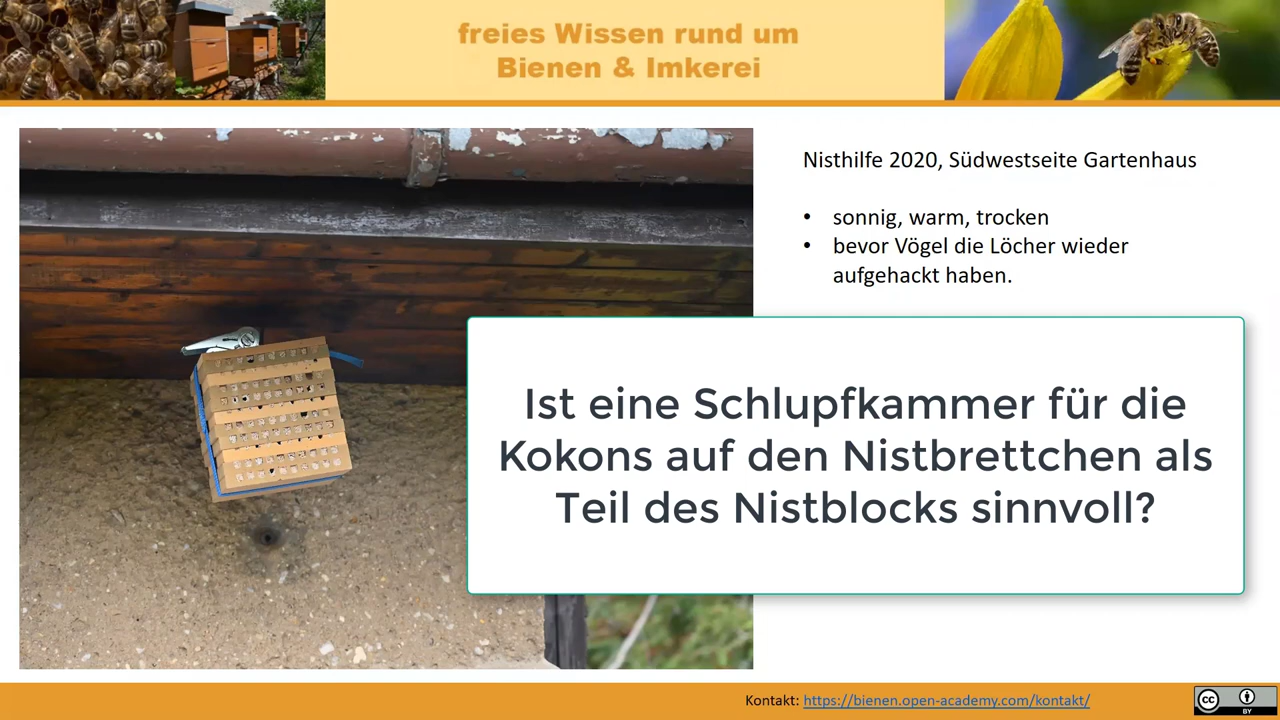 freies Wissen rund um
Bienen & Imkerei
Nisthilfe 2020, Südwestseite Gartenhaus
• sonnig, warm, trocken
• bevor Vögel die Löcher wieder
aufgehackt haben.
Ist eine Schlupfkammer für die
Kokons auf den Nistbrettchen als
Teil des Nistblocks sinnvoll?
Kontakt: https://bienen.open-academy.com/kontakt/
CC
BY